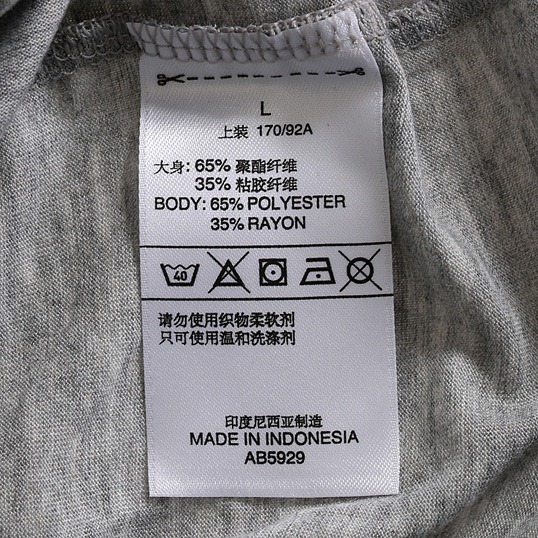 L
上装 170/92A
大身: 65% 聚酯纤维
35% 粘胶纤维
BODY: 65% POLYESTER
35% RAYON
40
请勿使用织物柔软剂
只可使用温和洗涤剂
印度尼西亚制造
MADE IN INDONESIA
AB5929